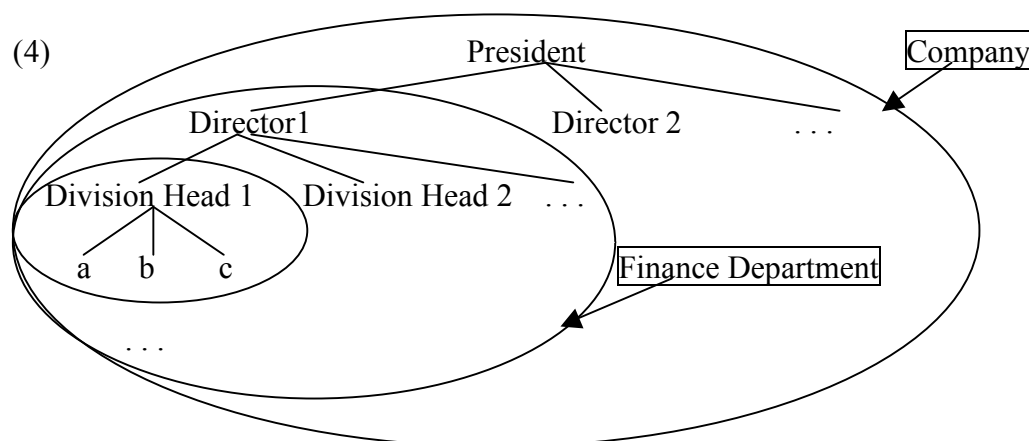 (4)
President
Company
Director1
Director 2
. . .
Division Head 1
Division Head 2
. . .
a b c
Finance Department
. . .